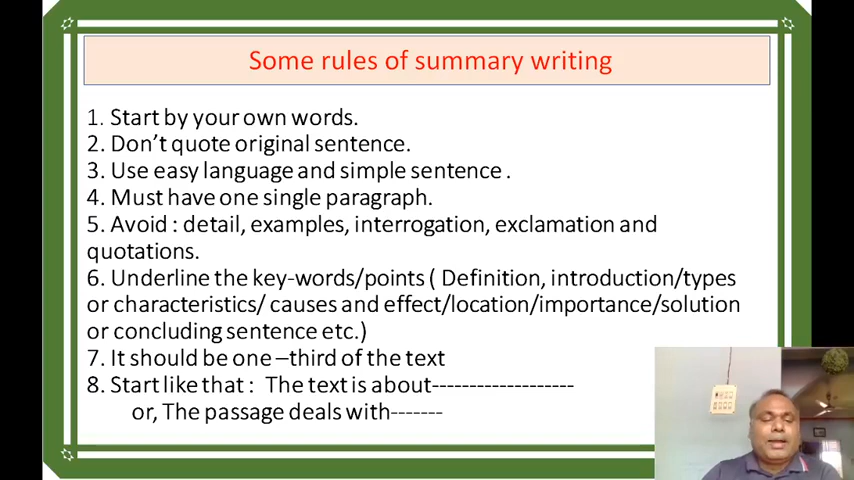 Some rules of summary writing
1. Start by your own words.
2. Don’t quote original sentence.
3. Use easy language and simple sentence .
4. Must have one single paragraph.
5. Avoid : detail, examples, interrogation, exclamation and
quotations.
6. Underline the key-words/points ( Definition, introduction/types
or characteristics/ causes and effect/location/importance/solution
or concluding sentence etc.)
7. It should be one –third of the text
8. Start like that :  The text is about-------------------
or, The passage deals with-------